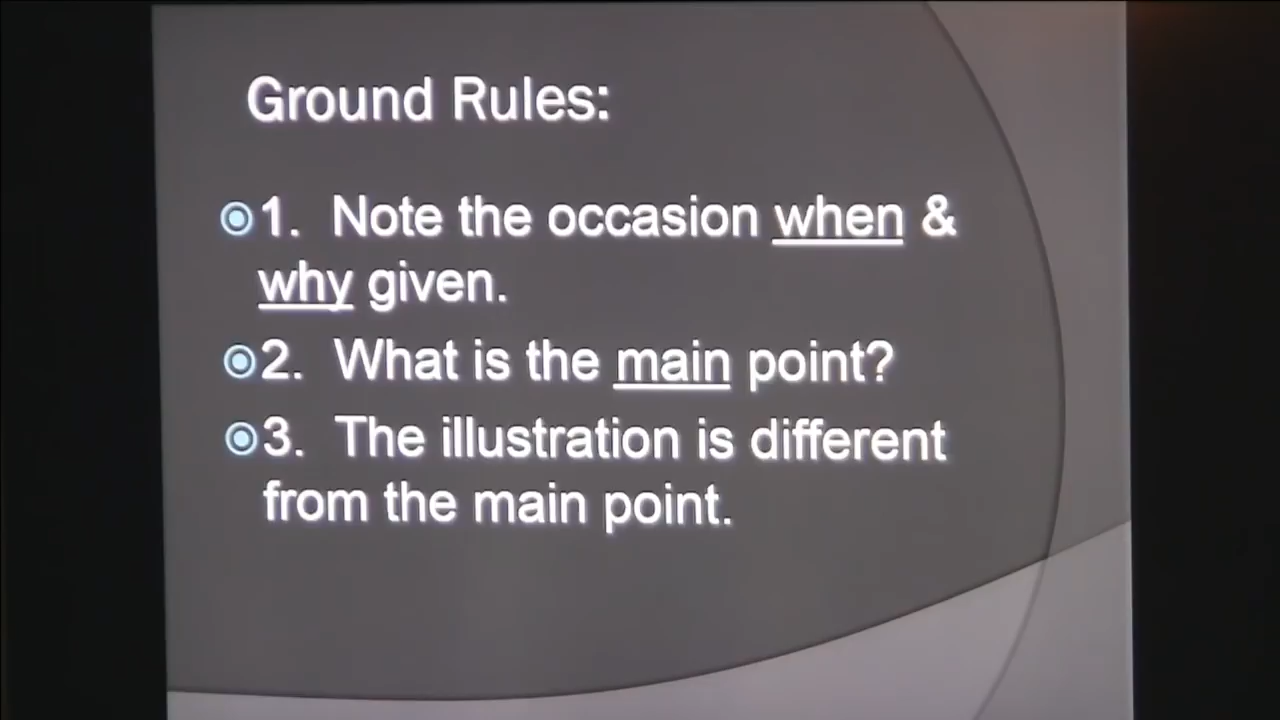 Ground Rules:
1. Note the occasion when &
why given.
2. What is the main point?
3. The illustration is different
from the main point.